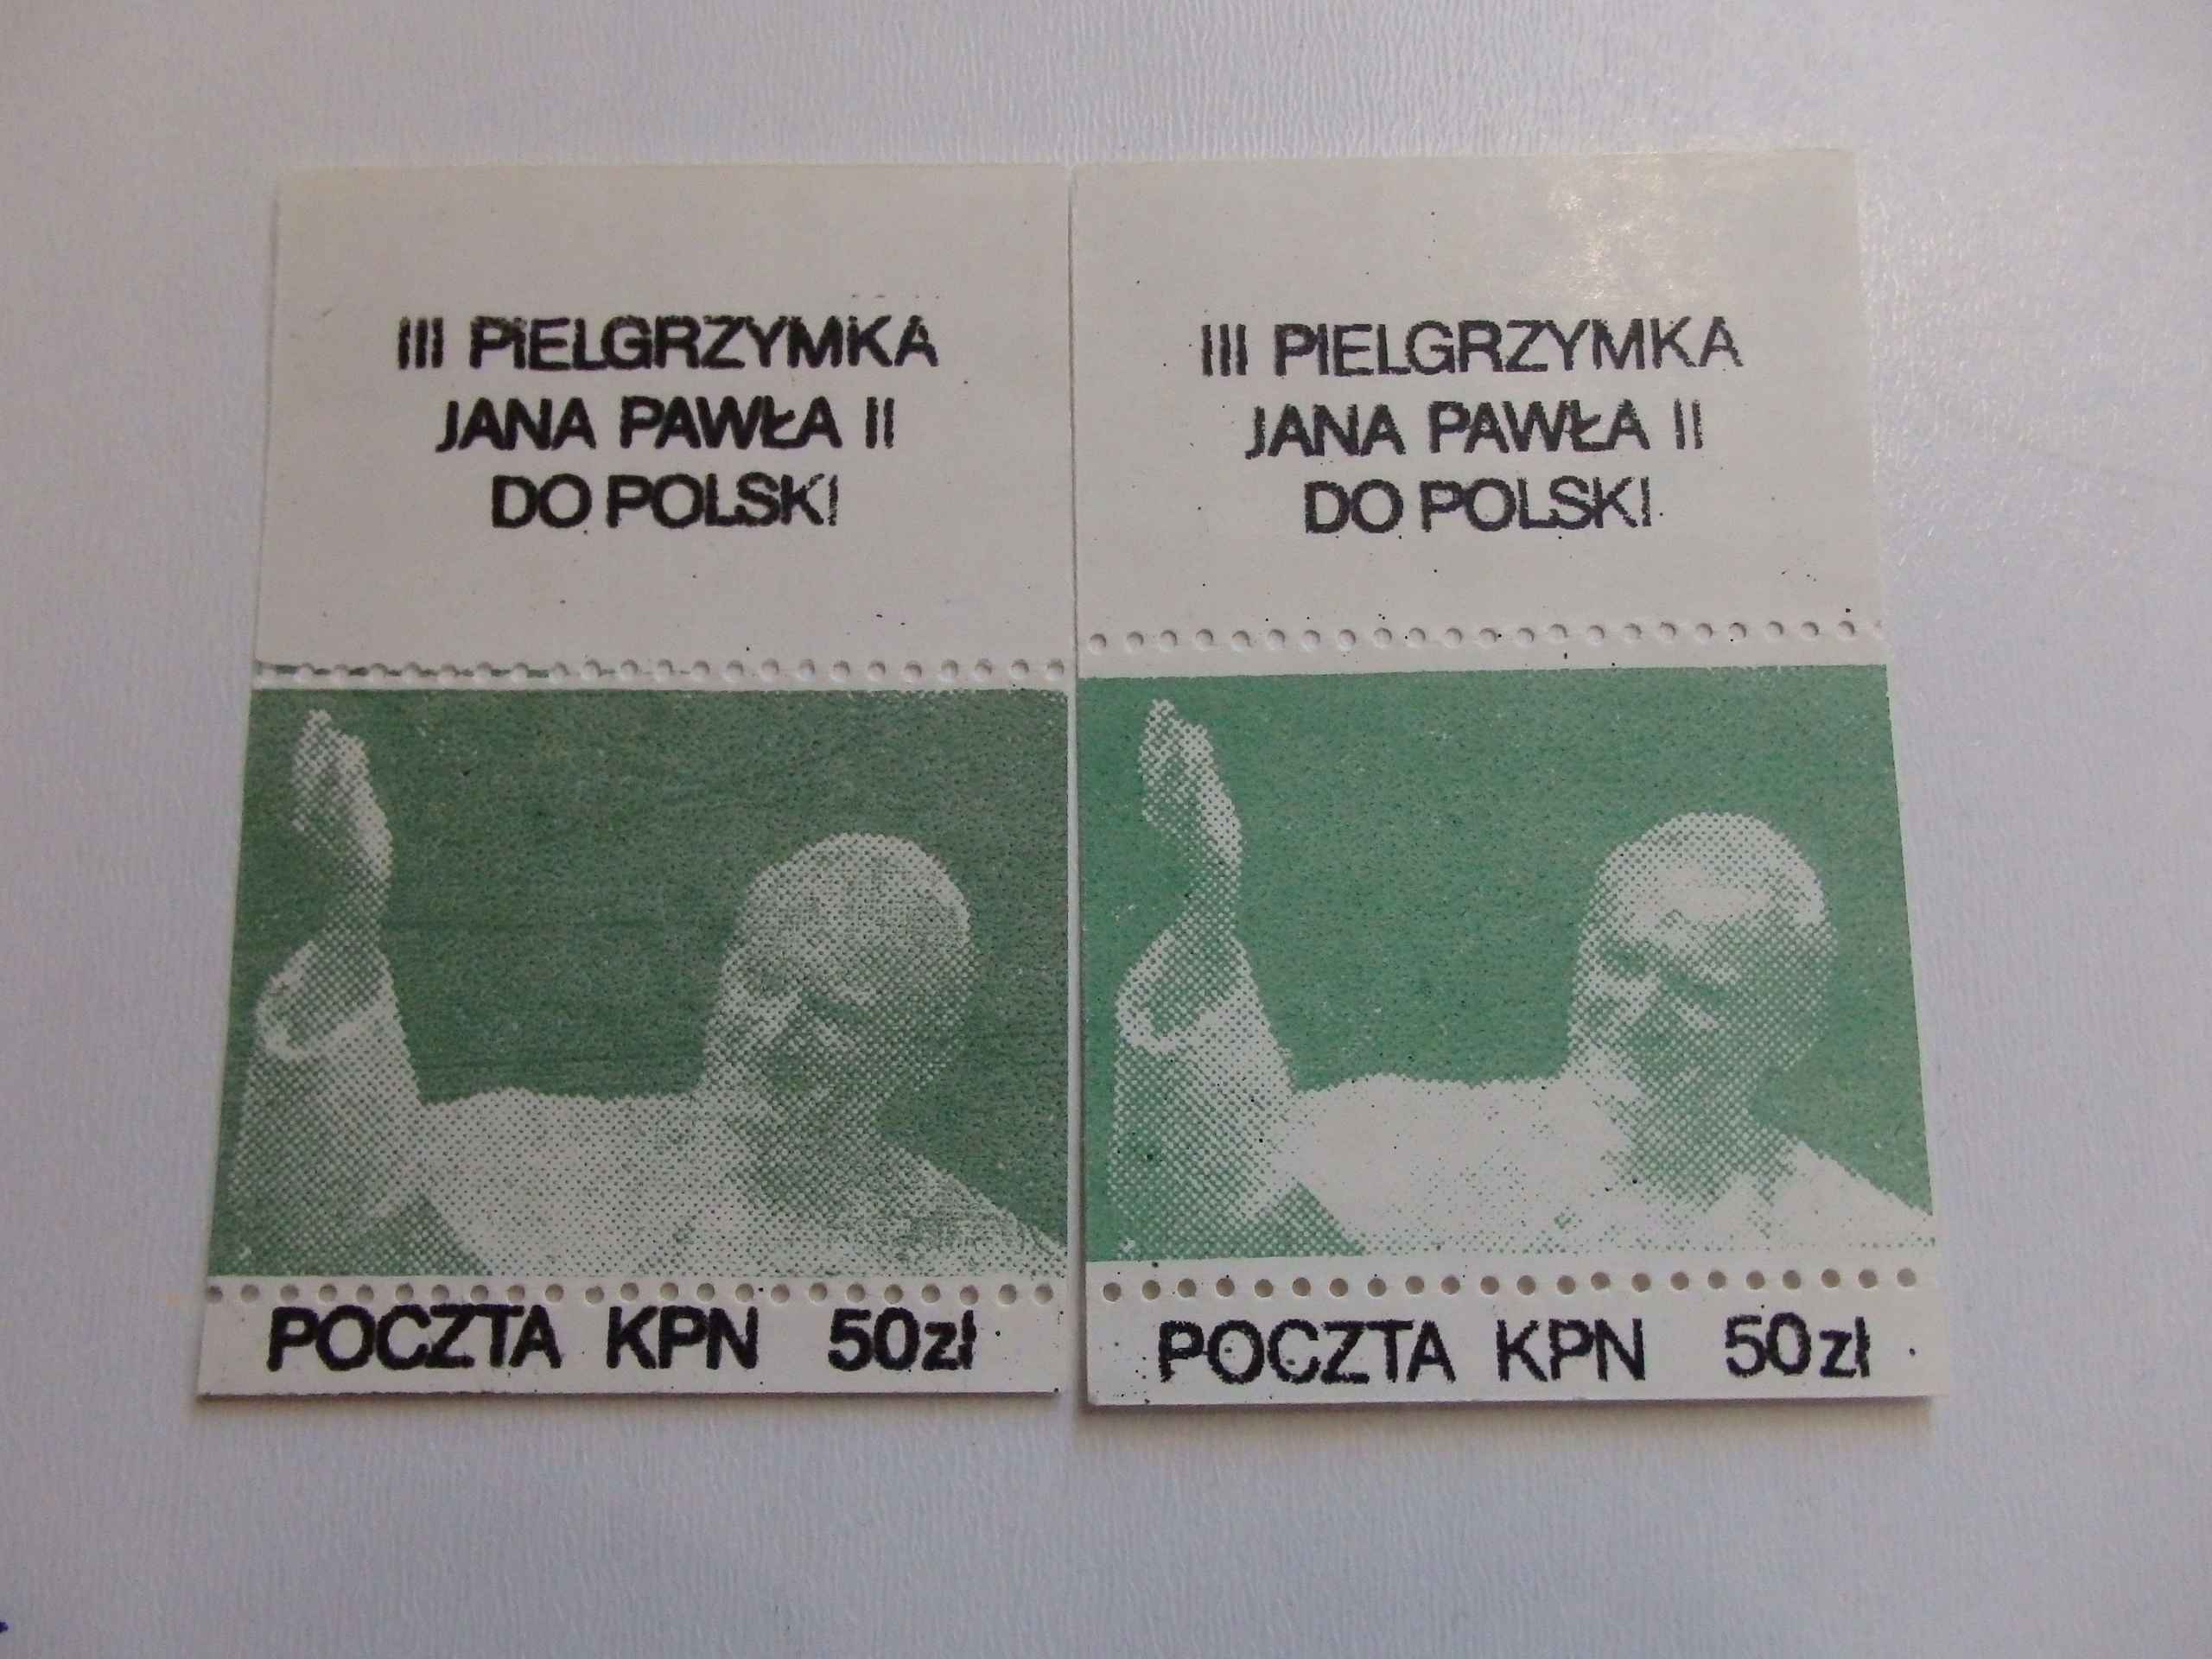 III PIELGRZYMKA
JANA PAWŁA II
DO POLSKI
POCZTA KPN 50zł
III PIELGRZYMKA
JANA PAWŁA II
DO POLSKI
POCZTA KPN 50zł